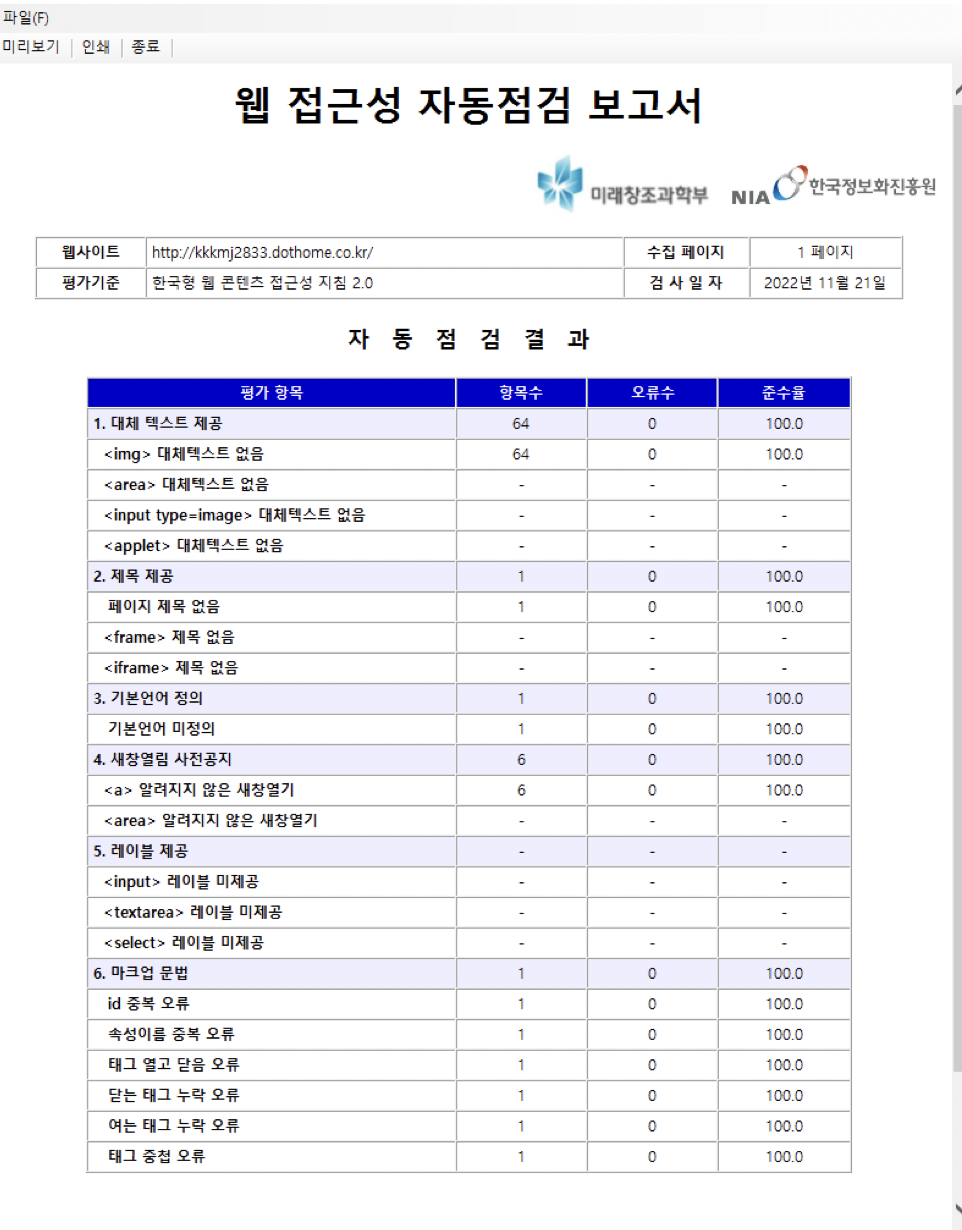 파일(F)
미리보기 인쇄 종료
웹 접근성 자동점검 보고서
미래창조과학부 NIA 한국정보화진흥원
웹사이트 http://kkkmj2833.dothome.co.kr/ 수집 페이지 1 페이지
평가기준 한국형 웹 콘텐츠 접근성 지침 2.0 검 사 일 자 2022년 11월 21일
자 동 점 검 결 과
평가 항목 항목수 오류수 준수율
1. 대체 텍스트 제공 64 0 100.0
<img> 대체텍스트 없음 64 0 100.0
<area> 대체텍스트 없음 - - -
<input type=image> 대체텍스트 없음 - - -
<applet> 대체텍스트 없음 - - -
2. 제목 제공 1 0 100.0
페이지 제목 없음 1 0 100.0
<frame> 제목 없음 - - -
<iframe> 제목 없음 - - -
3. 기본언어 정의 1 0 100.0
기본언어 미정의 1 0 100.0
4. 새창열림 사전공지 6 0 100.0
<a> 알려지지 않은 새창열기 6 0 100.0
<area> 알려지지 않은 새창열기 - - -
5. 레이블 제공 - - -
<input> 레이블 미제공 - - -
<textarea> 레이블 미제공 - - -
<select> 레이블 미제공 - - -
6. 마크업 문법 1 0 100.0
id 중복 오류 1 0 100.0
속성이름 중복 오류 1 0 100.0
태그 열고 닫음 오류 1 0 100.0
닫는 태그 누락 오류 1 0 100.0
여는 태그 누락 오류 1 0 100.0
태그 중첩 오류 1 0 100.0